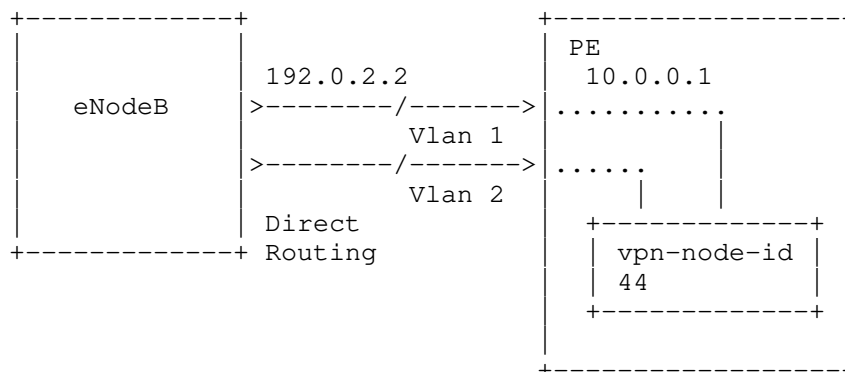 PE
192.0.2.2 10.0.0.1
eNodeB >--------/-------> ...........
Vlan 1
>--------/-------> ......
Vlan 2
Direct
Routing vpn-node-id
44